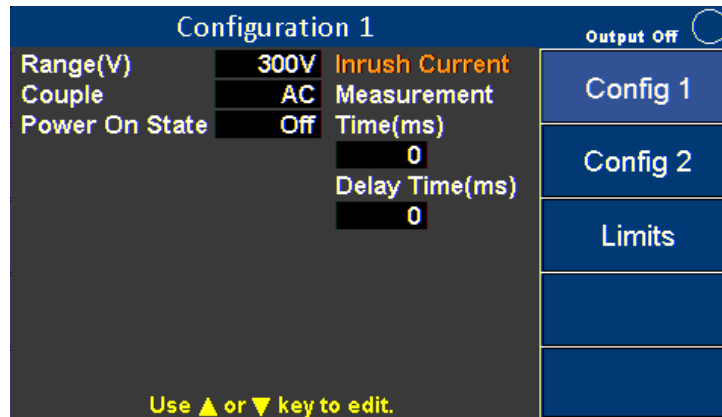 Configuration 1
Output Off
Range(V) 300V
Couple AC
Power On State Off
Inrush Current
Measurement
Time(ms)
0
Delay Time(ms)
0
Config 1
Config 2
Limits
Use ▲ or ▼ key to edit.